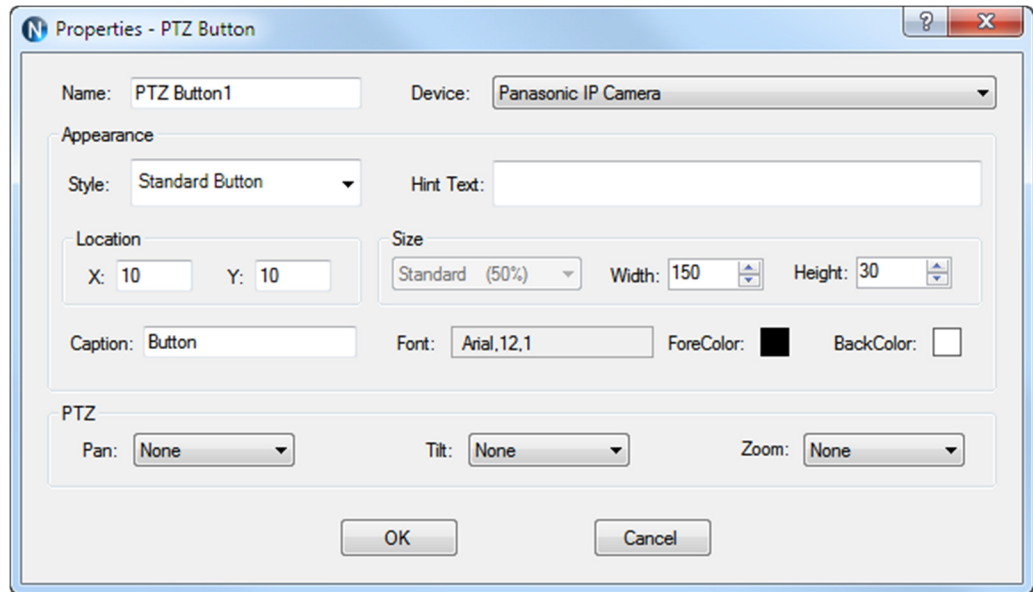 Properties - PTZ Button
Name: PTZ Button1 Device: Panasonic IP Camera
Appearance
Style: Standard Button Hint Text:
Location Size
X: 10 Y: 10 Standard (50%) Width: 150 Height: 30
Caption: Button Font: Arial,12,1 ForeColor: BackColor:
PTZ
Pan: None Tilt: None Zoom: None
OK Cancel